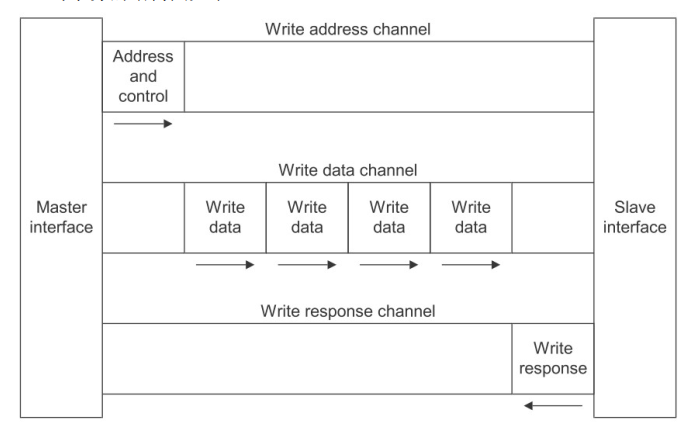 Write address channel
Address
and
control
Write data channel
Master
interface
Write
data
Write
data
Write
data
Write
data
Slave
interface
Write response channel
Write
response